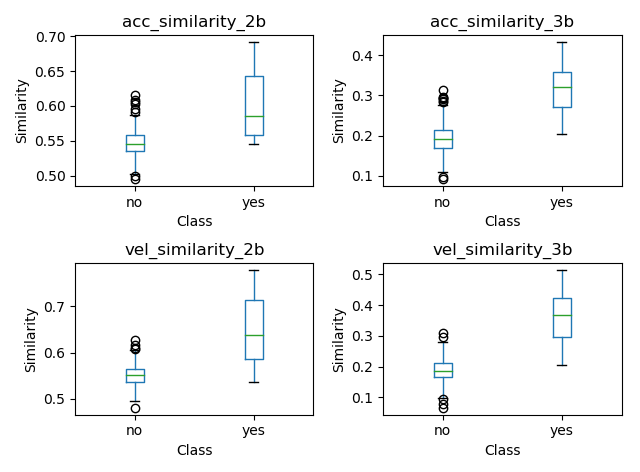 acc_similarity_2b
Similarity
0.70
0.65
0.60
0.55
0.50
no
yes
Class
acc_similarity_3b
Similarity
0.4
0.3
0.2
0.1
no
yes
Class
vel_similarity_2b
Similarity
0.7
0.6
0.5
no
yes
Class
vel_similarity_3b
Similarity
0.5
0.4
0.3
0.2
0.1
no
yes
Class